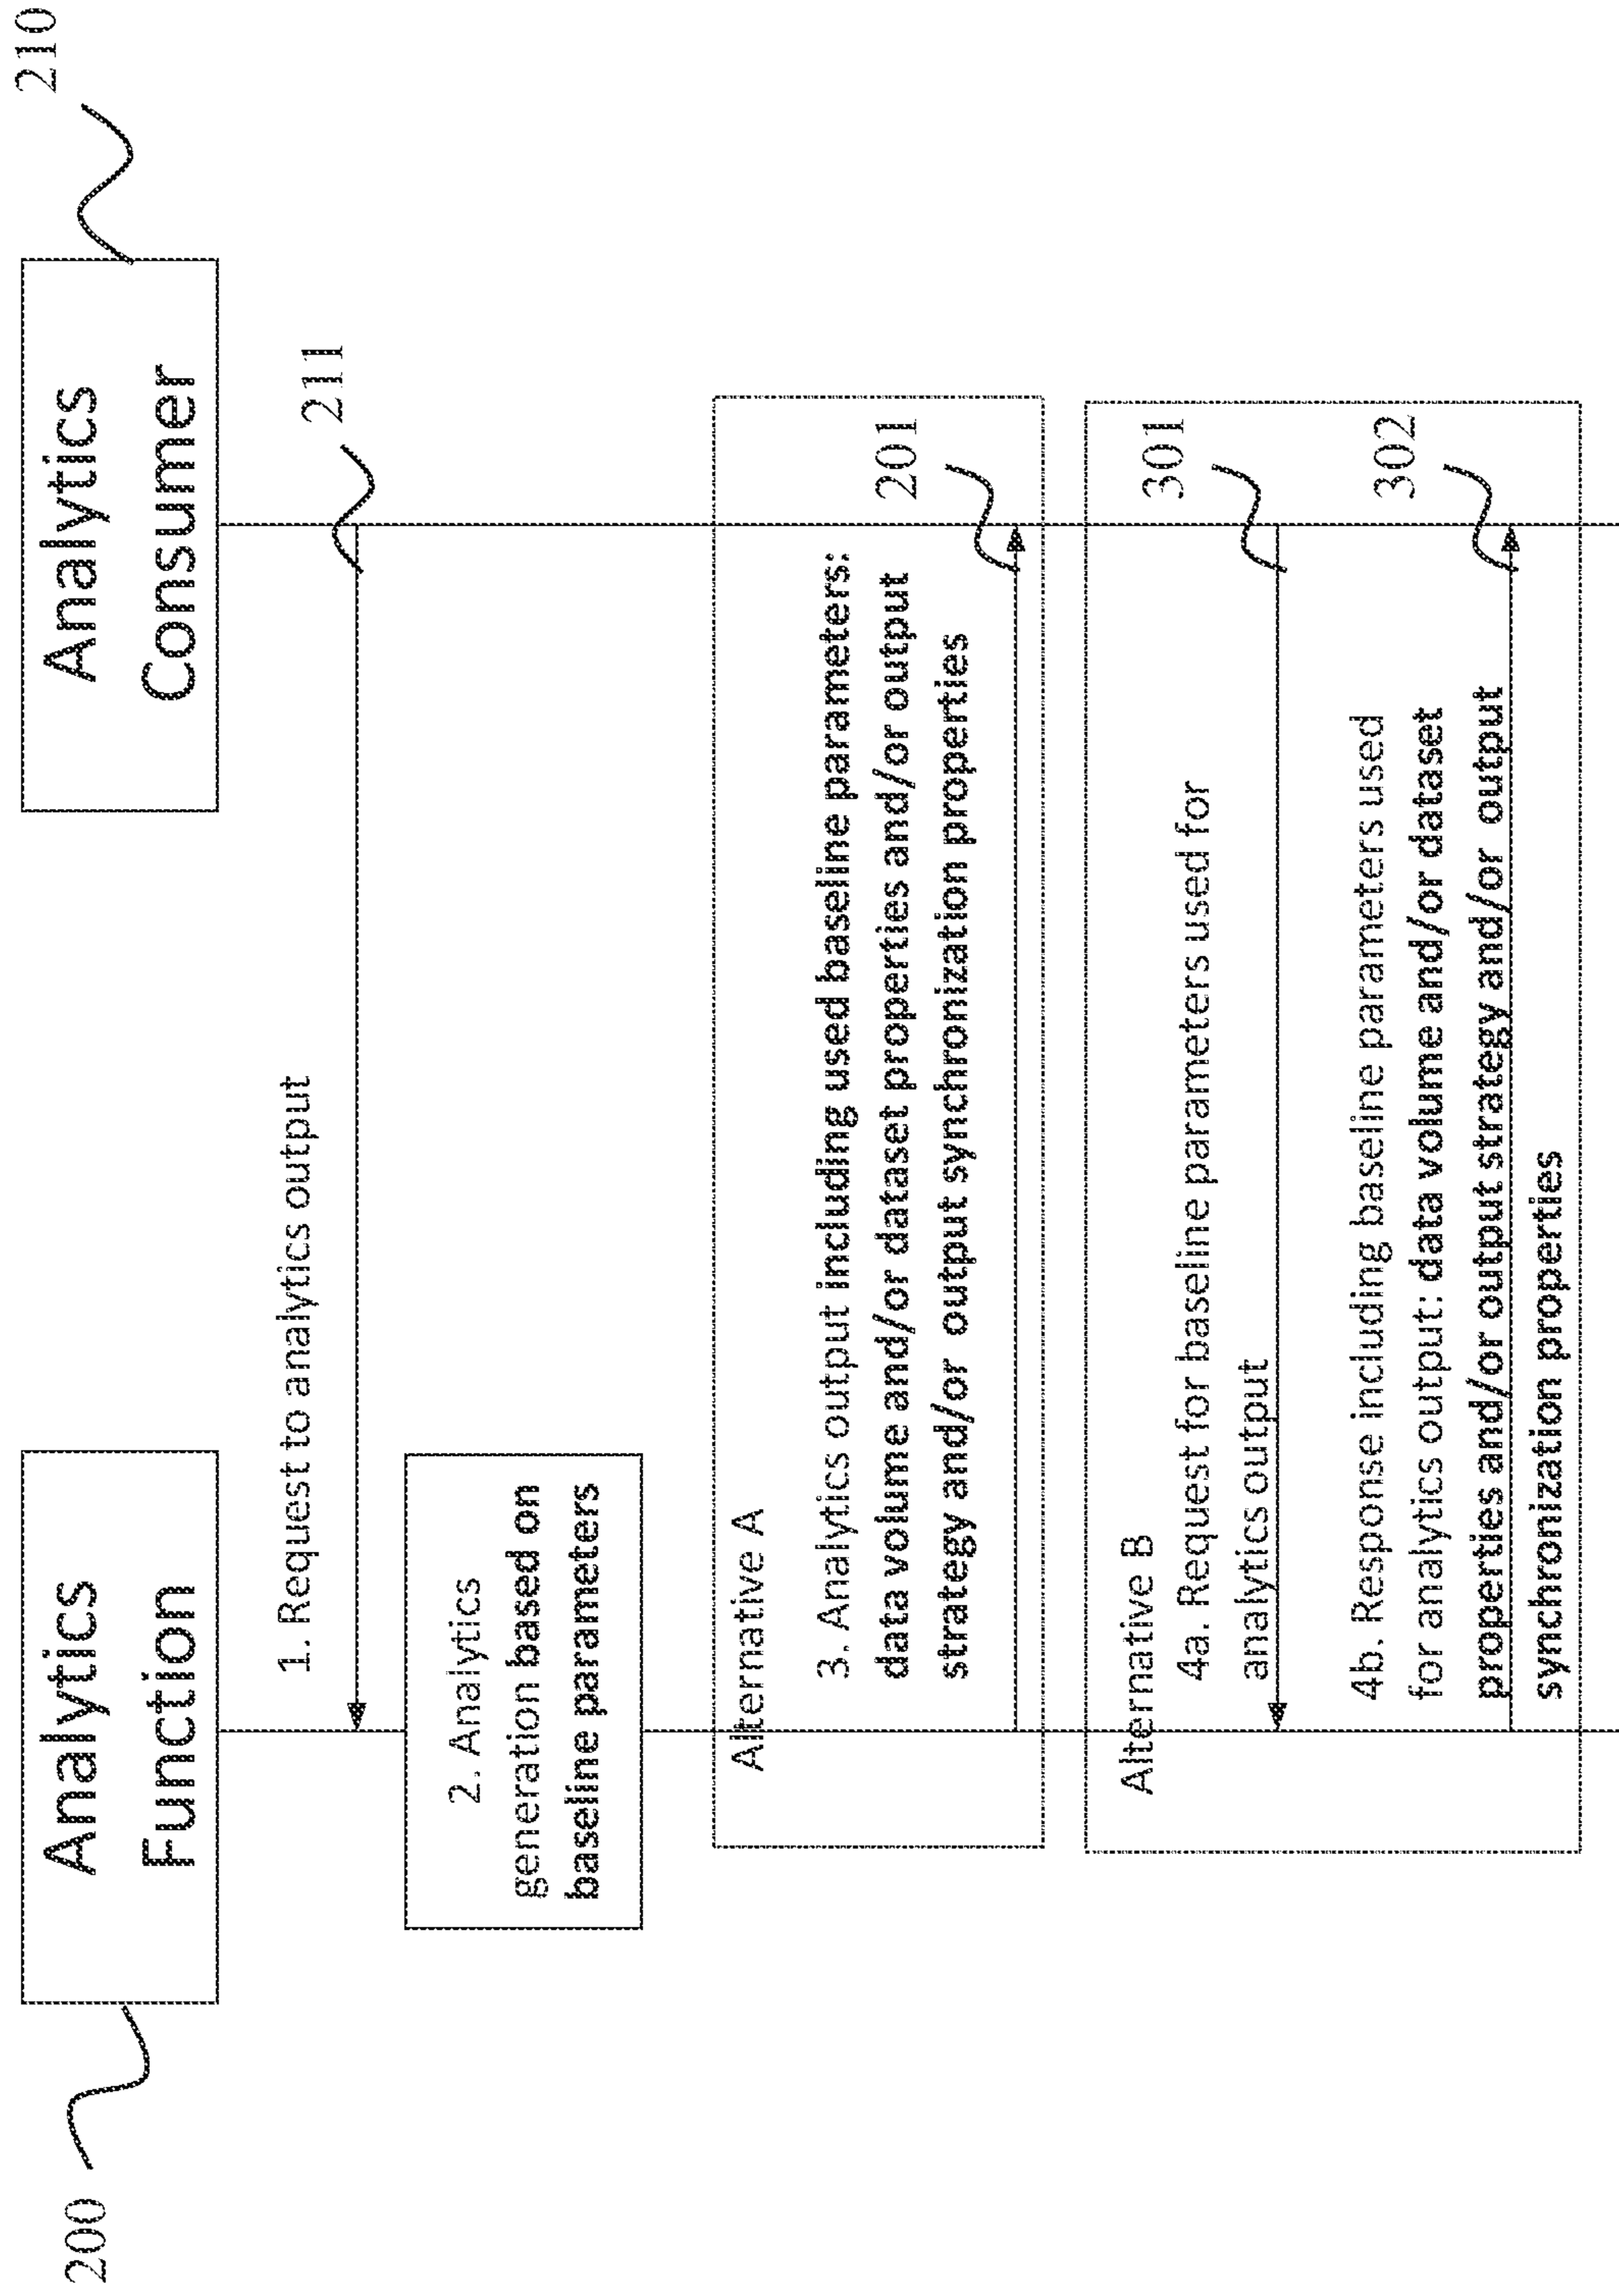 200
Analytics
Function
Analytics
Consumer
210
1. Request to analytics output
211
2. Analytics
generation based on
baseline parameters
Alternative A
3. Analytics output including used baseline parameters:
data volume and/or dataset properties and/or output
strategy and/or output synchronization properties
201
Alternative B
4a. Request for baseline parameters used for
analytics output
301
4b. Response including baseline parameters used
for analytics output: data volume and/or dataset
properties and/or output strategy and/or output
synchronization properties
302